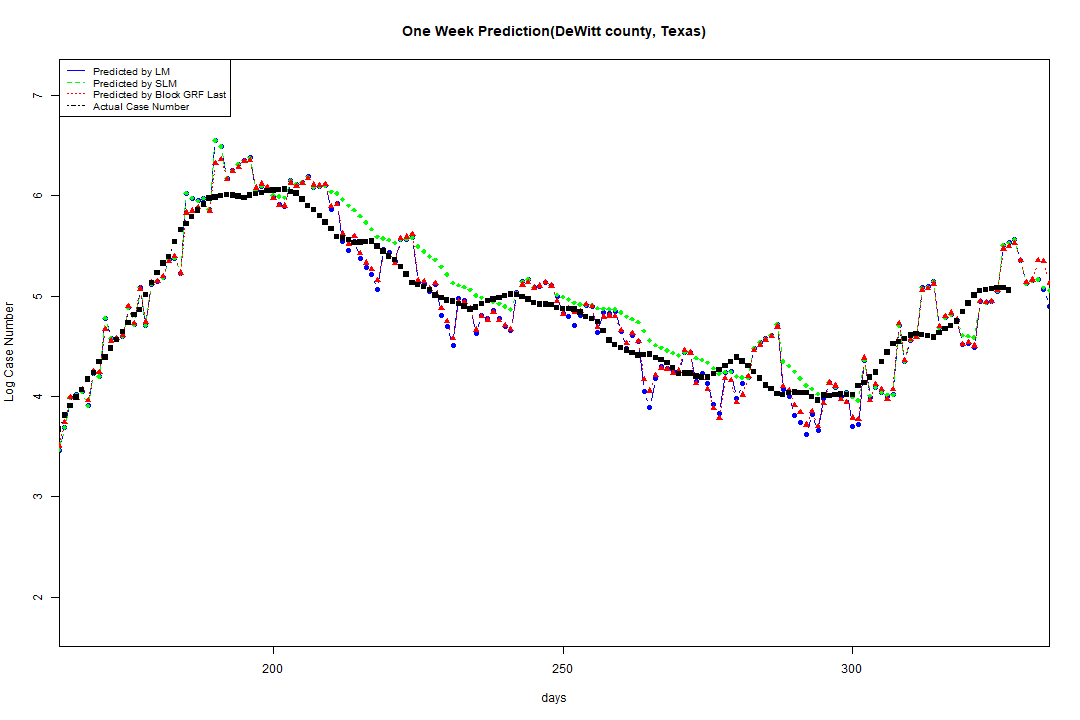 One Week Prediction(DeWitt county, Texas)
Predicted by LM
Predicted by SLM
Predicted by Block GRF Last
Actual Case Number
7
6
5
4
3
2
Log Case Number
200
250
300
days